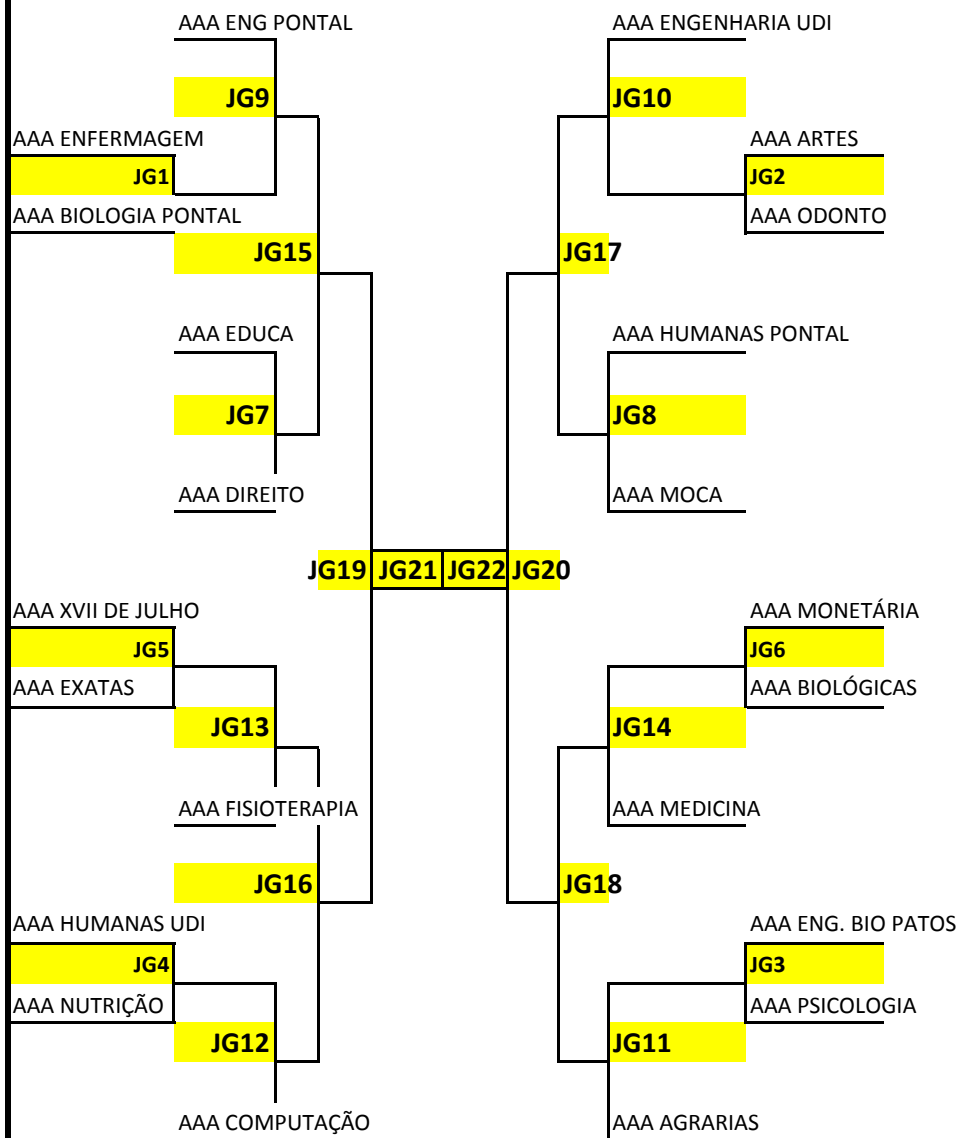 AAA ENG PONTAL
AAA ENGENHARIA UDI
JG9
JG10
AAA ENFERMAGEM
AAA ARTES
JG1
JG2
AAA BIOLOGIA PONTAL
AAA ODONTO
JG15
JG17
AAA EDUCA
AAA HUMANAS PONTAL
JG7
JG8
AAA DIREITO
AAA MOCA
JG19 JG21 JG22 JG20
AAA XVII DE JULHO
AAA MONETÁRIA
JG5
JG6
AAA EXATAS
AAA BIOLÓGICAS
JG13
JG14
AAA FISIOTERAPIA
AAA MEDICINA
JG16
JG18
AAA HUMANAS UDI
AAA ENG. BIO PATOS
JG4
JG3
AAA NUTRIÇÃO
AAA PSICOLOGIA
JG12
JG11
AAA COMPUTAÇÃO
AAA AGRARIAS